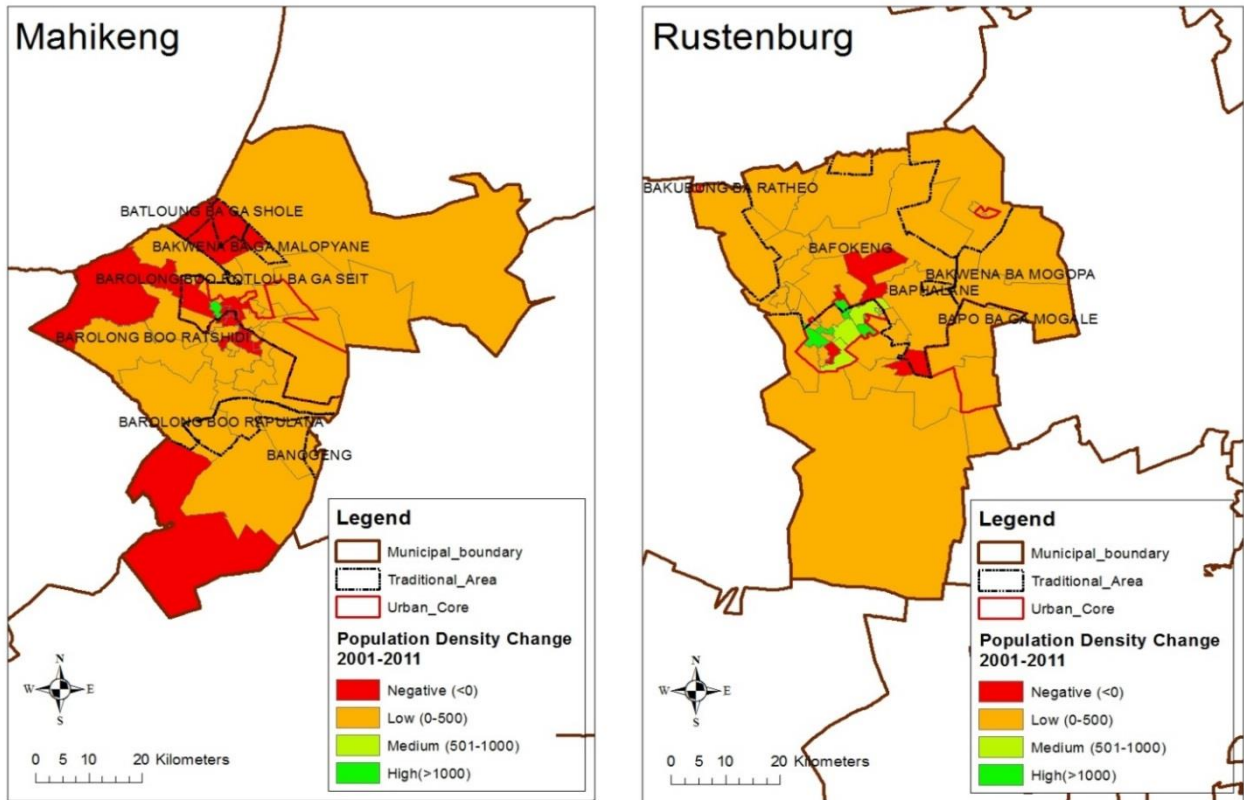 Mahikeng
BATLOUNG BA GA SHOLE
BAKWENA BA GA MALOPYANE
BAROLONG BOO BOTLOU BA GA SEIT
BAROLONG BOO RATSHIDI
BAROLONG BOO RAPULANA
BANOGENG
Legend
Municipal_boundary
Traditional_Area
Urban_Core
Population Density Change
2001-2011
Negative (<0)
Low (0-500)
Medium (501-1000)
High(>1000)
N
W E
S
0 5 10 20 Kilometers
Rustenburg
BAKUBUNG BA RATHEO
BAFOKENG
BAKWENA BA MOGOPA
BAPHALANE
BAPO BA GA MOGALE
Legend
Municipal_boundary
Traditional_Area
Urban_Core
Population Density Change
2001-2011
Negative (<0)
Low (0-500)
Medium (501-1000)
High(>1000)
N
W E
S
0 5 10 20 Kilometers